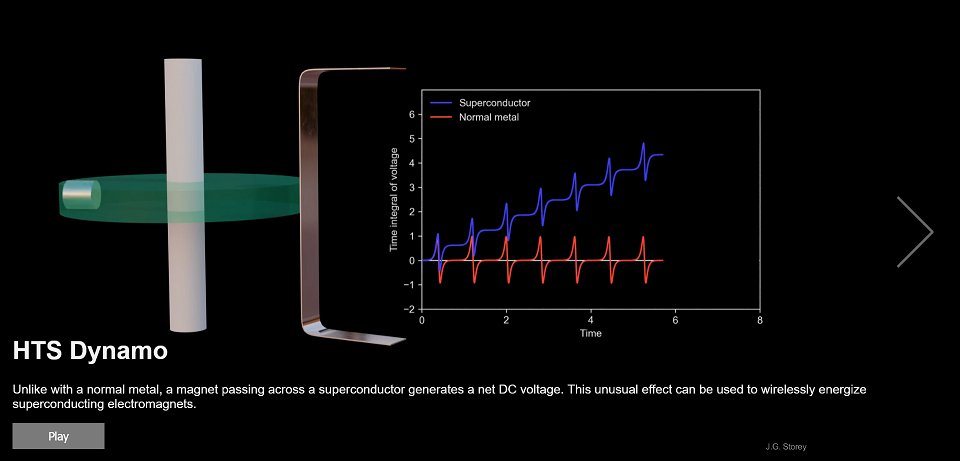 Superconductor
Normal metal
Time integral of voltage
6
5
4
3
2
1
0
−1
−2
0
2
4
6
8
Time
HTS Dynamo
Unlike with a normal metal, a magnet passing across a superconductor generates a net DC voltage. This unusual effect can be used to wirelessly energize
superconducting electromagnets.
Play
J.G. Storey